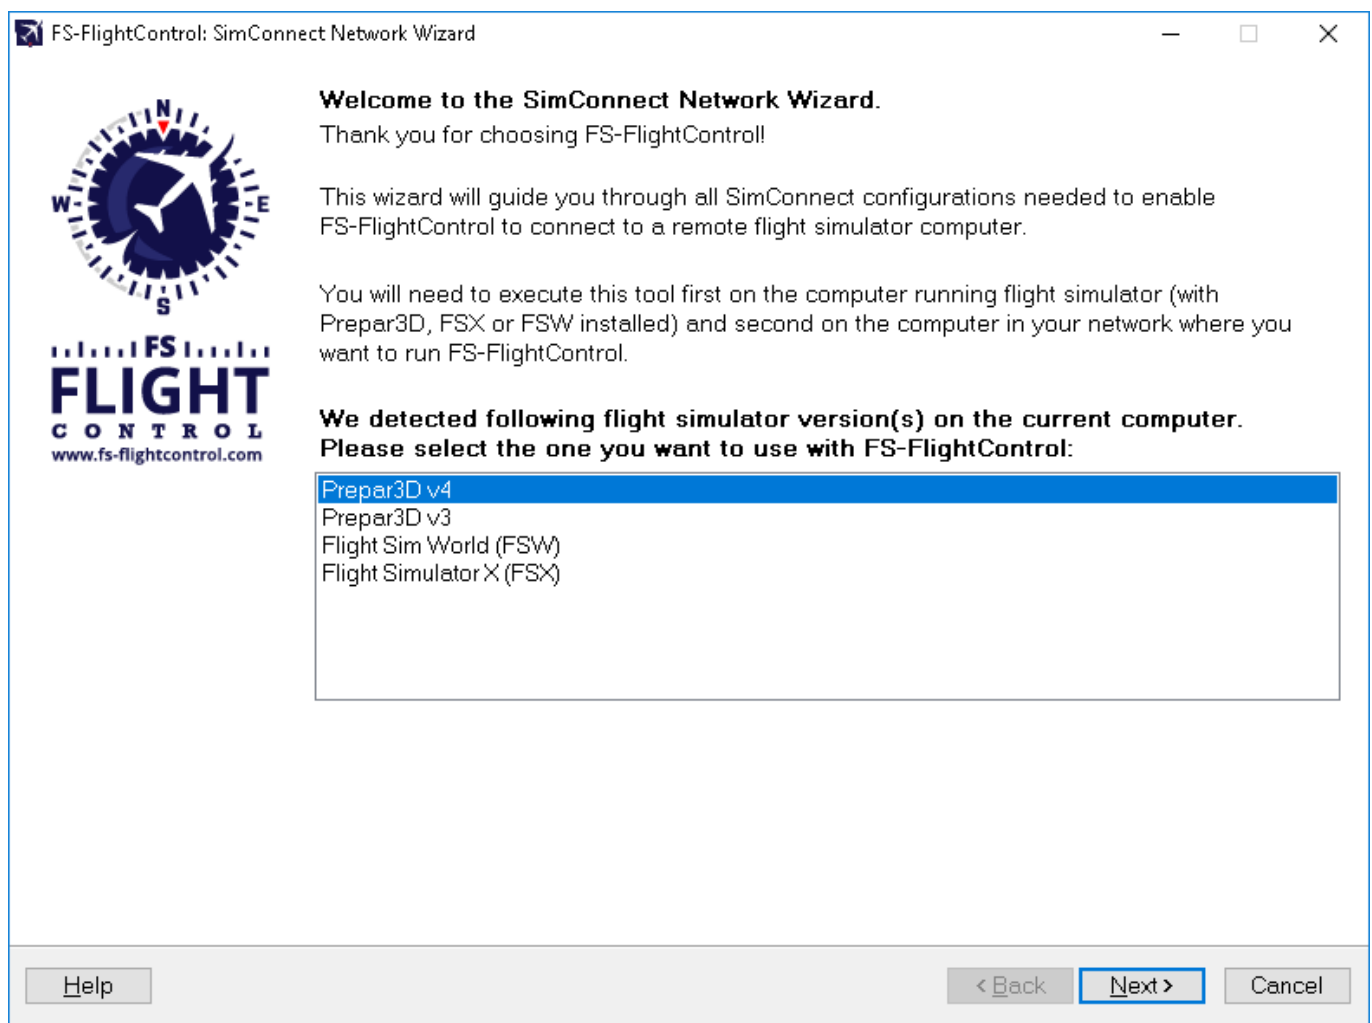 FS-FlightControl: SimConnect Network Wizard
N
W
E
S
FS
FLIGHT
CONTROL
www.fs-flightcontrol.com
Welcome to the SimConnect Network Wizard.
Thank you for choosing FS-FlightControl!
This wizard will guide you through all SimConnect configurations needed to enable
FS-FlightControl to connect to a remote flight simulator computer.
You will need to execute this tool first on the computer running flight simulator (with
Prepar3D, FSX or FSW installed) and second on the computer in your network where you
want to run FS-FlightControl.
We detected following flight simulator version(s) on the current computer.
Please select the one you want to use with FS-FlightControl:
Prepar3D v4
Prepar3D v3
Flight Sim World (FSW)
Flight Simulator X (FSX)
Help
< Back
Next >
Cancel